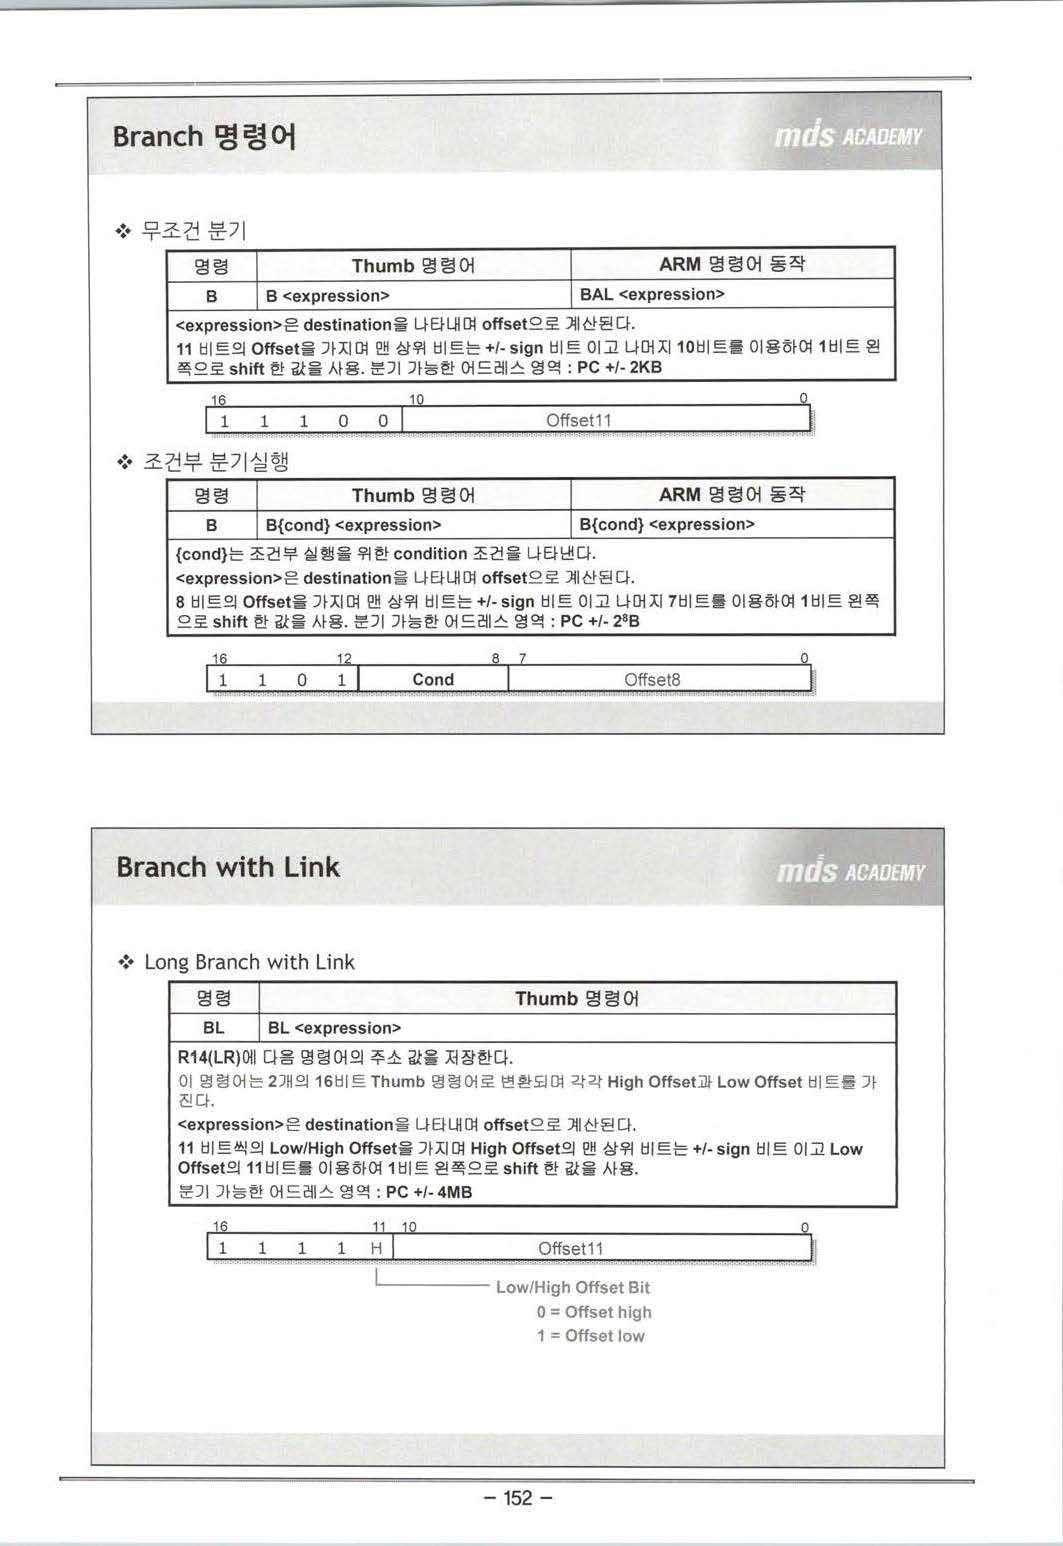 Branch 명령어
mds ACADEMY
❖ 무조건 분기
명령 Thumb 명령어 ARM 명령어 동작
B B <expression> BAL <expression>
<expression>은 destination을 나타내며 offset으로 계산된다.
11 비트의 Offset을 가지며 맨 상위 비트는 +/- sign 비트 이고 나머지 10비트를 이용하여 1비트 왼
쪽으로 shift 한 값을 사용. 분기 가능한 어드레스 영역 : PC +/- 2KB
16 10 0
1 1 1 0 0 Offset11
❖ 조건부 분기실행
명령 Thumb 명령어 ARM 명령어 동작
B B{cond} <expression> B{cond} <expression>
{cond}는 조건부 실행을 위한 condition 조건을 나타낸다.
<expression>은 destination을 나타내며 offset으로 계산된다.
8 비트의 Offset을 가지며 맨 상위 비트는 +/- sign 비트 이고 나머지 7비트를 이용하여 1비트 왼쪽
으로 shift 한 값을 사용. 분기 가능한 어드레스 영역 : PC +/- 2⁸B
16 12 8 7 0
1 1 0 1 Cond Offset8
Branch with Link
mds ACADEMY
❖ Long Branch with Link
명령 Thumb 명령어
BL BL <expression>
R14(LR)에 다음 명령어의 주소 값을 저장한다.
이 명령어는 2개의 16비트 Thumb 명령어로 변환되며 각각 High Offset과 Low Offset 비트를 가
진다.
<expression>은 destination을 나타내며 offset으로 계산된다.
11 비트씩의 Low/High Offset을 가지며 High Offset의 맨 상위 비트는 +/- sign 비트 이고 Low
Offset의 11비트를 이용하여 1비트 왼쪽으로 shift 한 값을 사용.
분기 가능한 어드레스 영역 : PC +/- 4MB
16 11 10 0
1 1 1 1 H Offset11
Low/High Offset Bit
0 = Offset high
1 = Offset low
- 152 -